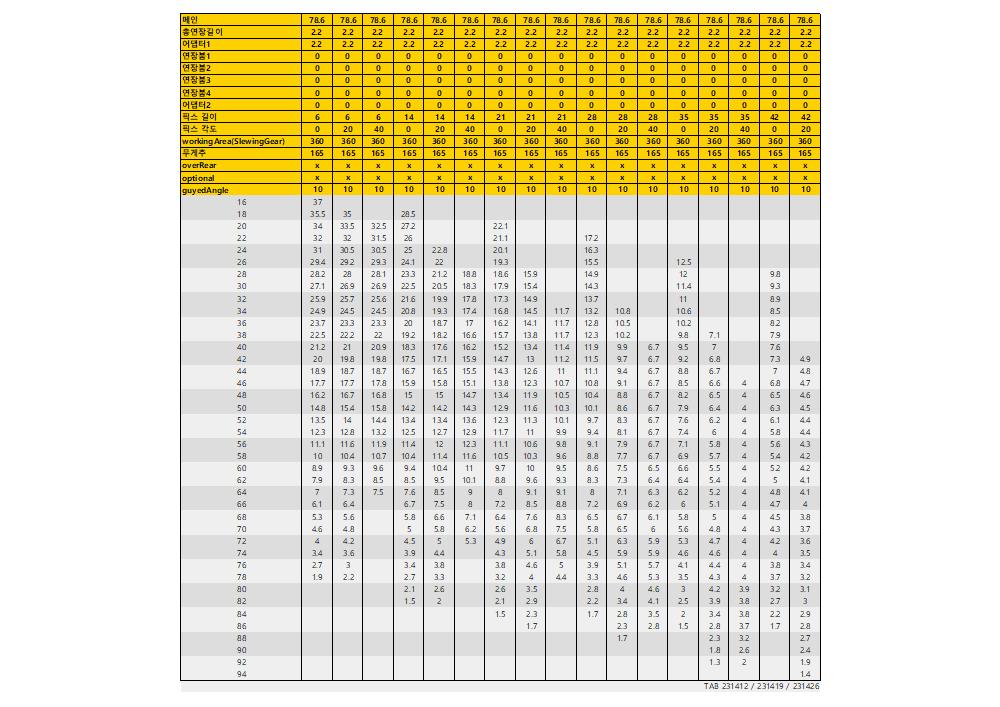 메인 78.6 78.6 78.6 78.6 78.6 78.6 78.6 78.6 78.6 78.6 78.6 78.6 78.6 78.6 78.6 78.6 78.6
총연장길이 2.2 2.2 2.2 2.2 2.2 2.2 2.2 2.2 2.2 2.2 2.2 2.2 2.2 2.2 2.2 2.2 2.2
어댑터1 2.2 2.2 2.2 2.2 2.2 2.2 2.2 2.2 2.2 2.2 2.2 2.2 2.2 2.2 2.2 2.2 2.2
연장붐1 0 0 0 0 0 0 0 0 0 0 0 0 0 0 0 0 0
연장붐2 0 0 0 0 0 0 0 0 0 0 0 0 0 0 0 0 0
연장붐3 0 0 0 0 0 0 0 0 0 0 0 0 0 0 0 0 0
연장붐4 0 0 0 0 0 0 0 0 0 0 0 0 0 0 0 0 0
어댑터2 0 0 0 0 0 0 0 0 0 0 0 0 0 0 0 0 0
픽스 길이 6 6 6 14 14 14 21 21 21 28 28 28 35 35 35 42 42
픽스 각도 0 20 40 0 20 40 0 20 40 0 20 40 0 20 40 0 20
workingArea(SlewingGear) 360 360 360 360 360 360 360 360 360 360 360 360 360 360 360 360 360
무게추 165 165 165 165 165 165 165 165 165 165 165 165 165 165 165 165 165
overRear x x x x x x x x x x x x x x x x x
optional x x x x x x x x x x x x x x x x x
guyedAngle 10 10 10 10 10 10 10 10 10 10 10 10 10 10 10 10 10
16 37
18 35.5 35 28.5
20 34 33.5 32.5 27.2 22.1
22 32 32 31.5 26 21.1 17.2
24 31 30.5 30.5 25 22.8 20.1 16.3
26 29.4 29.2 29.3 24.1 22 19.3 15.5 12.5
28 28.2 28 28.1 23.3 21.2 18.8 18.6 15.9 14.9 12 9.8
30 27.1 26.9 26.9 22.5 20.5 18.3 17.9 15.4 14.3 11.4 9.3
32 25.9 25.7 25.6 21.6 19.9 17.8 17.3 14.9 13.7 11 8.9
34 24.9 24.5 24.5 20.8 19.3 17.4 16.8 14.5 11.7 13.2 10.8 10.6 8.5
36 23.7 23.3 23.3 20 18.7 17 16.2 14.1 11.7 12.8 10.5 10.2 8.2
38 22.5 22.2 22 19.2 18.2 16.6 15.7 13.8 11.7 12.3 10.2 9.8 7.1 7.9
40 21.2 21 20.9 18.3 17.6 16.2 15.2 13.4 11.4 11.9 9.9 6.7 9.5 7 7.6
42 20 19.8 19.8 17.5 17.1 15.9 14.7 13 11.2 11.5 9.7 6.7 9.2 6.8 7.3 4.9
44 18.9 18.7 18.7 16.7 16.5 15.5 14.3 12.6 11 11.1 9.4 6.7 8.8 6.7 7 4.8
46 17.7 17.7 17.8 15.9 15.8 15.1 13.8 12.3 10.7 10.8 9.1 6.7 8.5 6.6 4 6.8 4.7
48 16.2 16.7 16.8 15 15 14.7 13.4 11.9 10.5 10.4 8.8 6.7 8.2 6.5 4 6.5 4.6
50 14.8 15.4 15.8 14.2 14.2 14.3 12.9 11.6 10.3 10.1 8.6 6.7 7.9 6.4 4 6.3 4.5
52 13.5 14 14.4 13.4 13.4 13.6 12.3 11.3 10.1 9.7 8.3 6.7 7.6 6.2 4 6.1 4.4
54 12.3 12.8 13.2 12.5 12.7 12.9 11.7 11 9.9 9.4 8.1 6.7 7.4 6 4 5.8 4.4
56 11.1 11.6 11.9 11.4 12 12.3 11.1 10.6 9.8 9.1 7.9 6.7 7.1 5.8 4 5.6 4.3
58 10 10.4 10.7 10.4 11.4 11.6 10.5 10.3 9.6 8.8 7.7 6.7 6.9 5.7 4 5.4 4.2
60 8.9 9.3 9.6 9.4 10.4 11 9.7 10 9.5 8.6 7.5 6.5 6.6 5.5 4 5.2 4.2
62 7.9 8.3 8.5 8.5 9.5 10.1 8.8 9.6 9.3 8.3 7.3 6.4 6.4 5.4 4 5 4.1
64 7 7.3 7.5 7.6 8.5 9 8 9.1 9.1 8 7.1 6.3 6.2 5.2 4 4.8 4.1
66 6.1 6.4 6.7 7.5 8 7.2 8.5 8.8 7.2 6.9 6.2 6 5.1 4 4.7 4
68 5.3 5.6 5.8 6.6 7.1 6.4 7.6 8.3 6.5 6.7 6.1 5.8 5 4 4.5 3.8
70 4.6 4.8 5 5.8 6.2 5.6 6.8 7.5 5.8 6.5 6 5.6 4.8 4 4.3 3.7
72 4 4.2 4.5 5 5.3 4.9 6 6.7 5.1 6.3 5.9 5.3 4.7 4 4.2 3.6
74 3.4 3.6 3.9 4.4 4.3 5.1 5.8 4.5 5.9 5.9 4.6 4.6 4 4 3.5
76 2.7 3 3.4 3.8 3.8 4.6 5 3.9 5.1 5.7 4.1 4.4 4 3.8 3.4
78 1.9 2.2 2.7 3.3 3.2 4 4.4 3.3 4.6 5.3 3.5 4.3 4 3.7 3.2
80 2.1 2.6 2.6 3.5 2.8 4 4.6 3 4.2 3.9 3.2 3.1
82 1.5 2 2.1 2.9 2.2 3.4 4.1 2.5 3.9 3.8 2.7 3
84 1.5 2.3 1.7 2.8 3.5 2 3.4 3.8 2.2 2.9
86 1.7 2.3 2.8 1.5 2.8 3.7 1.7 2.8
88 1.7 2.3 3.2 2.7
90 1.8 2.6 2.4
92 1.3 2 1.9
94 1.4
TAB 231412 / 231419 / 231426